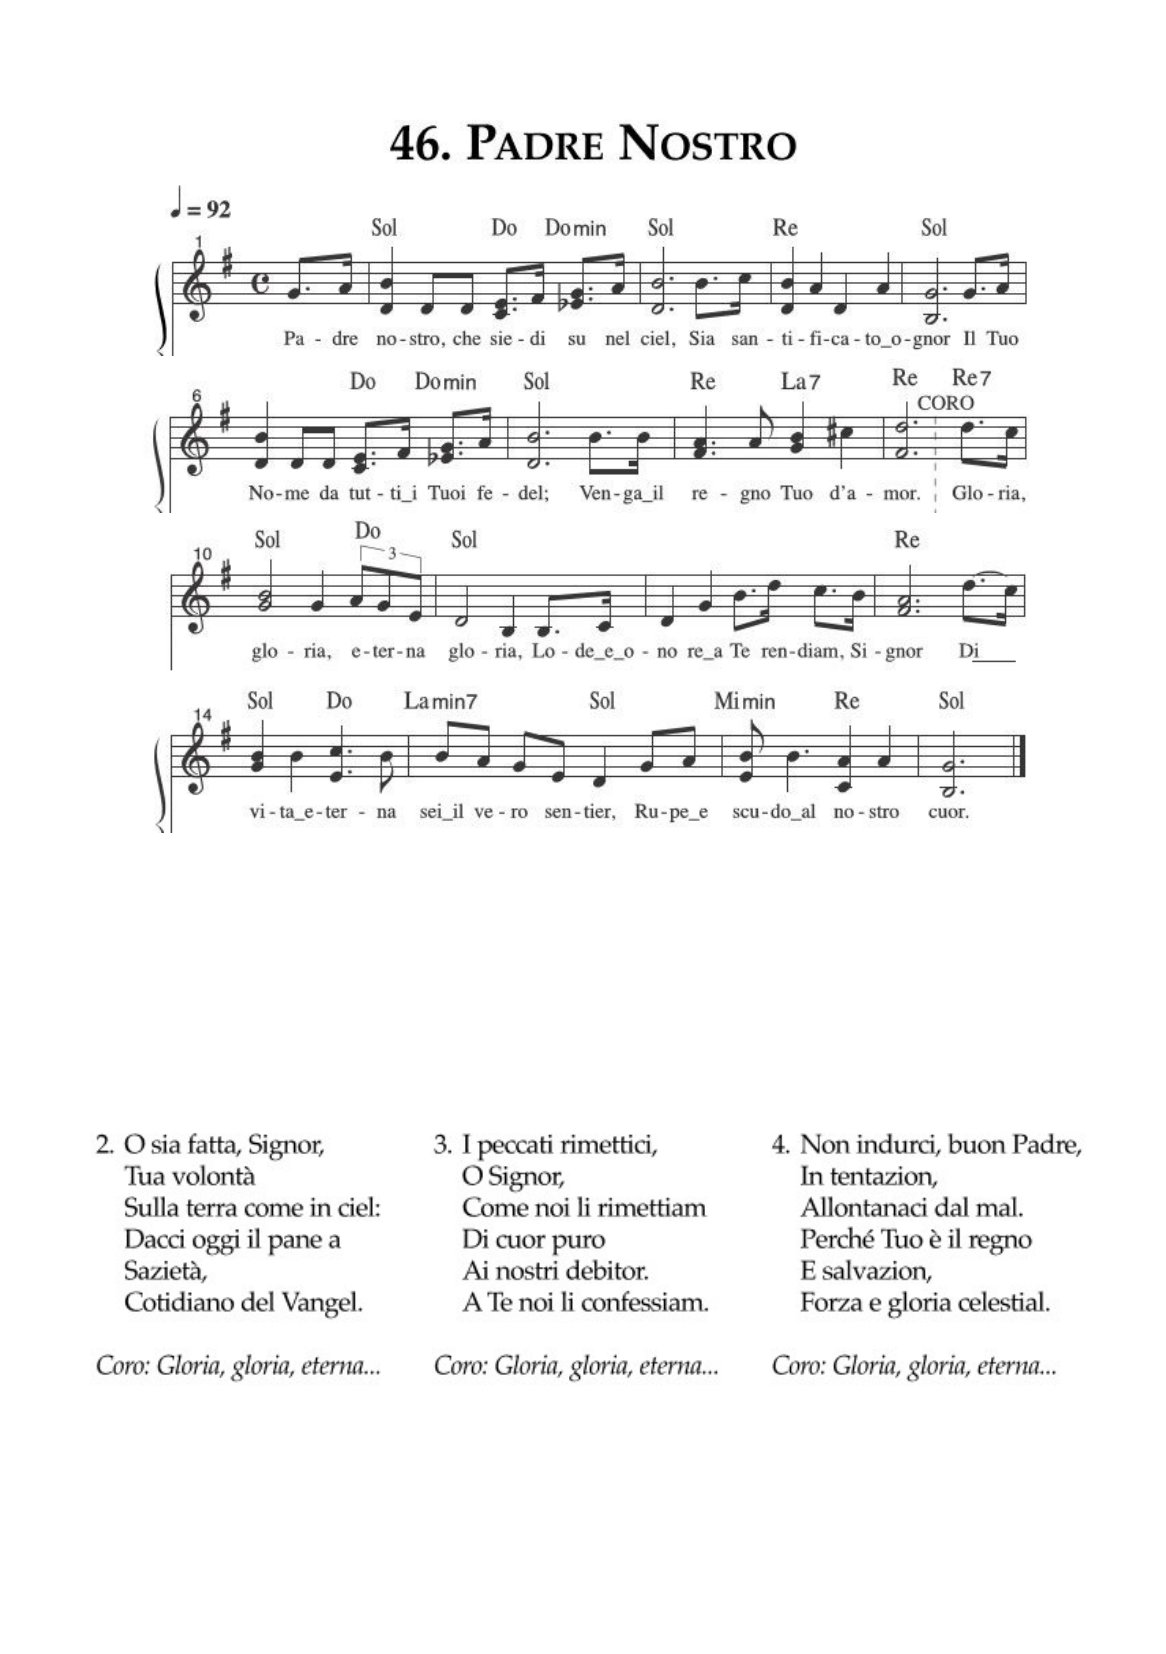 46. PADRE NOSTRO
♩ = 92
Sol Do Domin Sol Re Sol
1
Pa - dre no - stro, che sie - di su nel ciel, Sia san - ti - fi - ca - to_o - gnor Il Tuo
Do Domin Sol Re La7 Re Re7
6
CORO
No - me da tut - ti_i Tuoi fe - del; Ven - ga_il re - gno Tuo d'a - mor. Glo - ria,
Sol Do Sol Re
10
3
glo - ria, e - ter - na glo - ria, Lo - de_e_o - no re_a Te ren - diam, Si - gnor Di___
Sol Do Lamin7 Sol Mimin Re Sol
14
vi - ta_e - ter - na sei_il ve - ro sen - tier, Ru - pe_e scu - do_al no - stro cuor.
2. O sia fatta, Signor,
Tua volontà
Sulla terra come in ciel:
Dacci oggi il pane a
Sazietà,
Cotidiano del Vangel.
Coro: Gloria, gloria, eterna...
3. I peccati rimettici,
O Signor,
Come noi li rimettiam
Di cuor puro
Ai nostri debitor.
A Te noi li confessiam.
Coro: Gloria, gloria, eterna...
4. Non indurci, buon Padre,
In tentazion,
Allontanaci dal mal.
Perché Tuo è il regno
E salvazion,
Forza e gloria celestial.
Coro: Gloria, gloria, eterna...